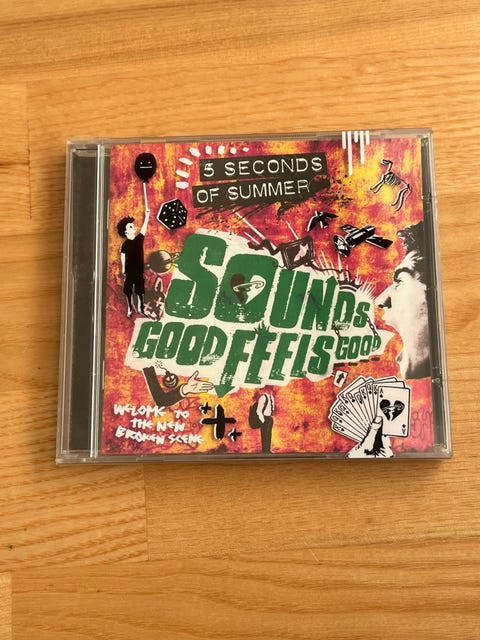 5 SECONDS
OF SUMMER
SOUNDS
GOOD FEELS GOOD
WELCOME TO
THE NEW
BROKEN SCENE